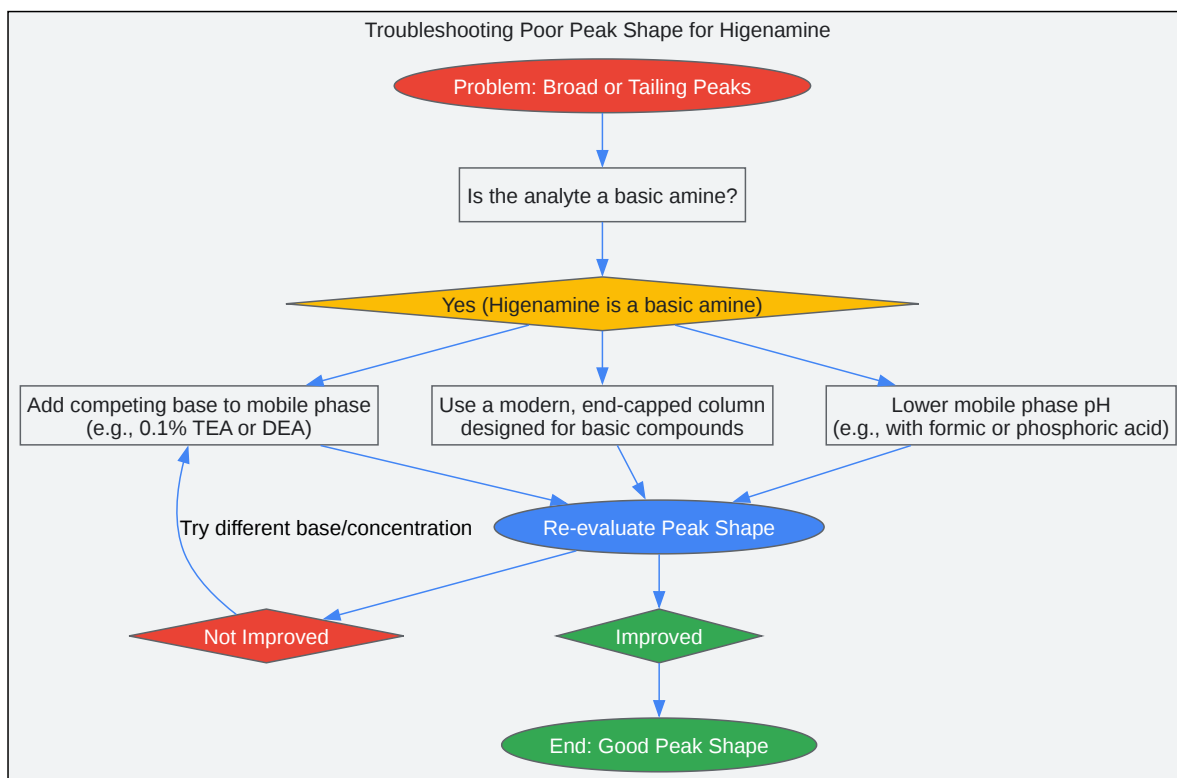 Troubleshooting Poor Peak Shape for Higenamine
Problem: Broad or Tailing Peaks
Is the analyte a basic amine?
Yes (Higenamine is a basic amine)
Add competing base to mobile phase
(e.g., 0.1% TEA or DEA)
Use a modern, end-capped column
designed for basic compounds
Lower mobile phase pH
(e.g., with formic or phosphoric acid)
Try different base/concentration
Re-evaluate Peak Shape
Not Improved
Improved
End: Good Peak Shape